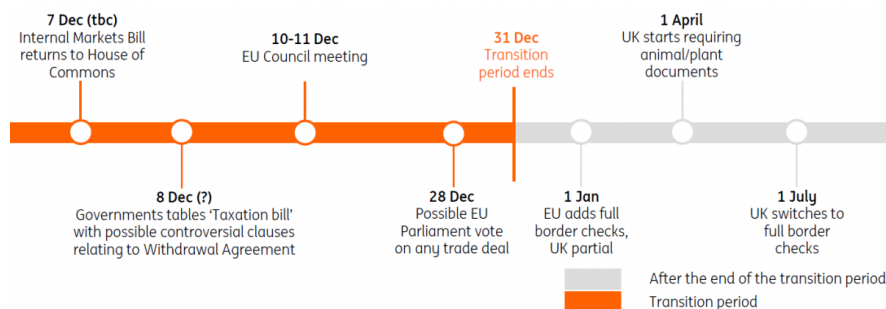 7 Dec (tbc)
Internal Markets Bill
returns to House of
Commons
10-11 Dec
EU Council meeting
31 Dec
Transition
period ends
1 April
UK starts requiring
animal/plant
documents
8 Dec (?)
Governments tables 'Taxation bill'
with possible controversial clauses
relating to Withdrawal Agreement
28 Dec
Possible EU
Parliament vote
on any trade deal
1 Jan
EU adds full
border checks,
UK partial
1 July
UK switches to
full border
checks
After the end of the transition period
Transition period